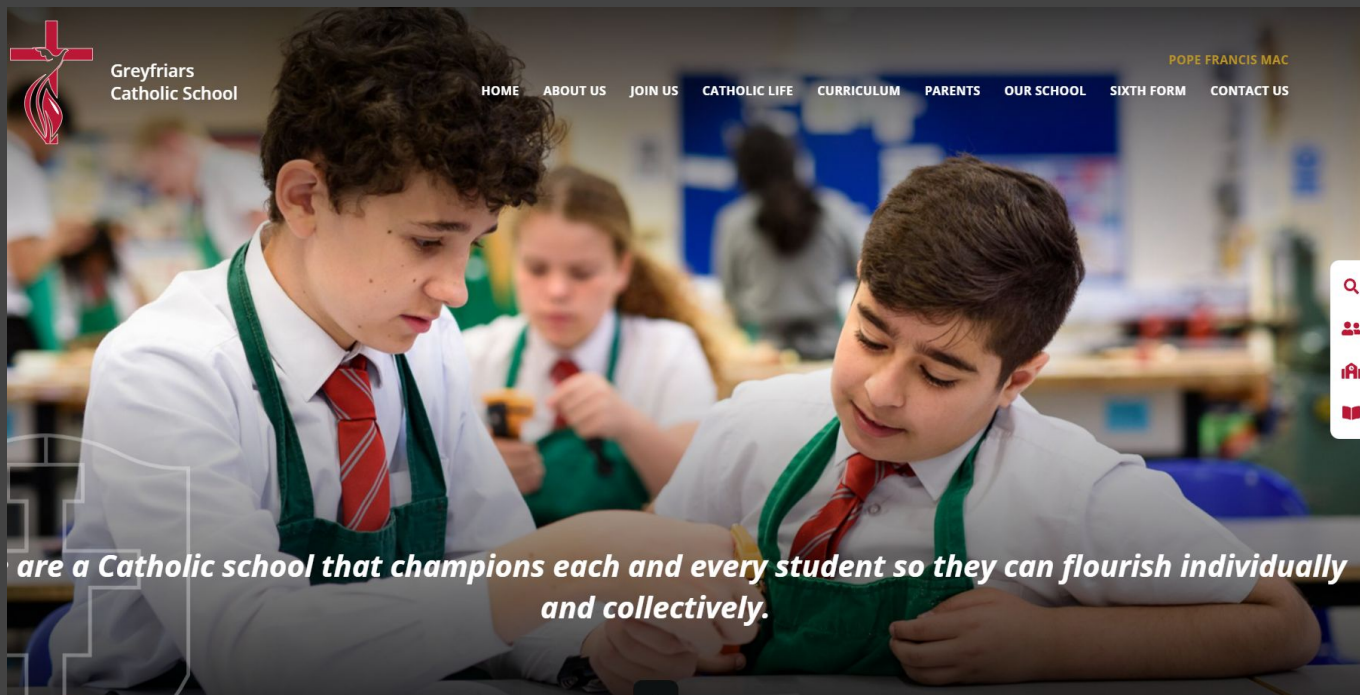 Greyfriars
Catholic School
POPE FRANCIS MAC
HOME ABOUT US JOIN US CATHOLIC LIFE CURRICULUM PARENTS OUR SCHOOL SIXTH FORM CONTACT US
are a Catholic school that champions each and every student so they can flourish individually
and collectively.